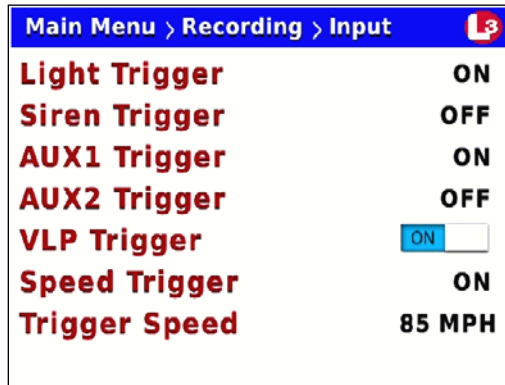 Main Menu > Recording > Input L3
Light Trigger ON
Siren Trigger OFF
AUX1 Trigger ON
AUX2 Trigger OFF
VLP Trigger ON
Speed Trigger ON
Trigger Speed 85 MPH